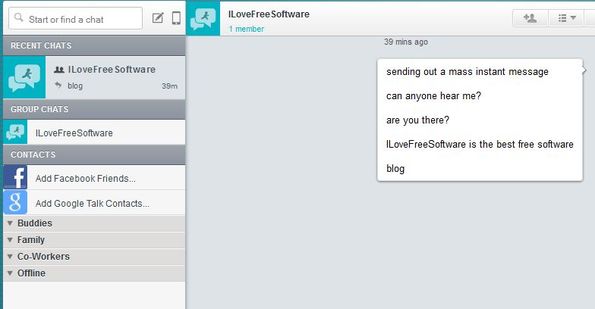 Start or find a chat
RECENT CHATS
ILoveFreeSoftware
blog
39m
GROUP CHATS
ILoveFreeSoftware
CONTACTS
Add Facebook Friends...
Add Google Talk Contacts...
Buddies
Family
Co-Workers
Offline
ILoveFreeSoftware
1 member
39 mins ago
sending out a mass instant message
can anyone hear me?
are you there?
ILoveFreeSoftware is the best free software
blog